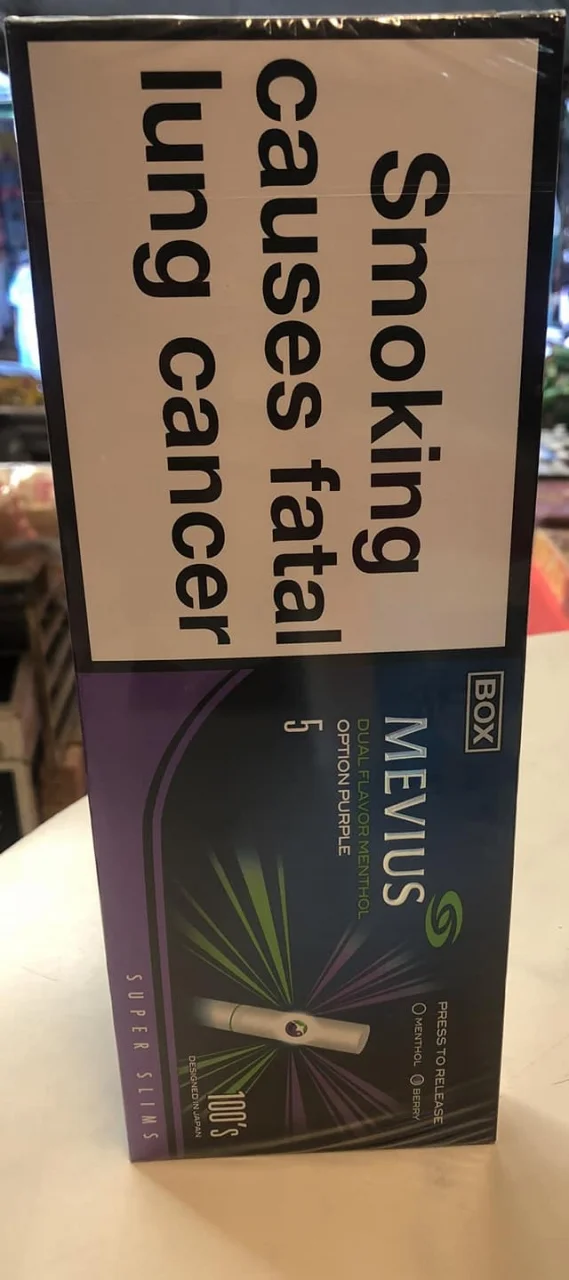 Smoking
causes fatal
lung cancer
BOX
MEVIUS
DUAL FLAVOR MENTHOL
OPTION PURPLE
5
PRESS TO RELEASE
MENTHOL BERRY
100'S
DESIGNED IN JAPAN
SUPER SLIMS